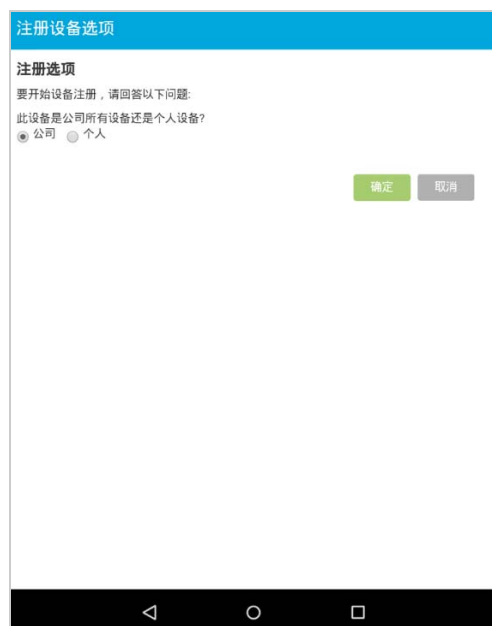 注册设备选项
注册选项
要开始设备注册，请回答以下问题:
此设备是公司所有设备还是个人设备?
公司 个人
确定 取消